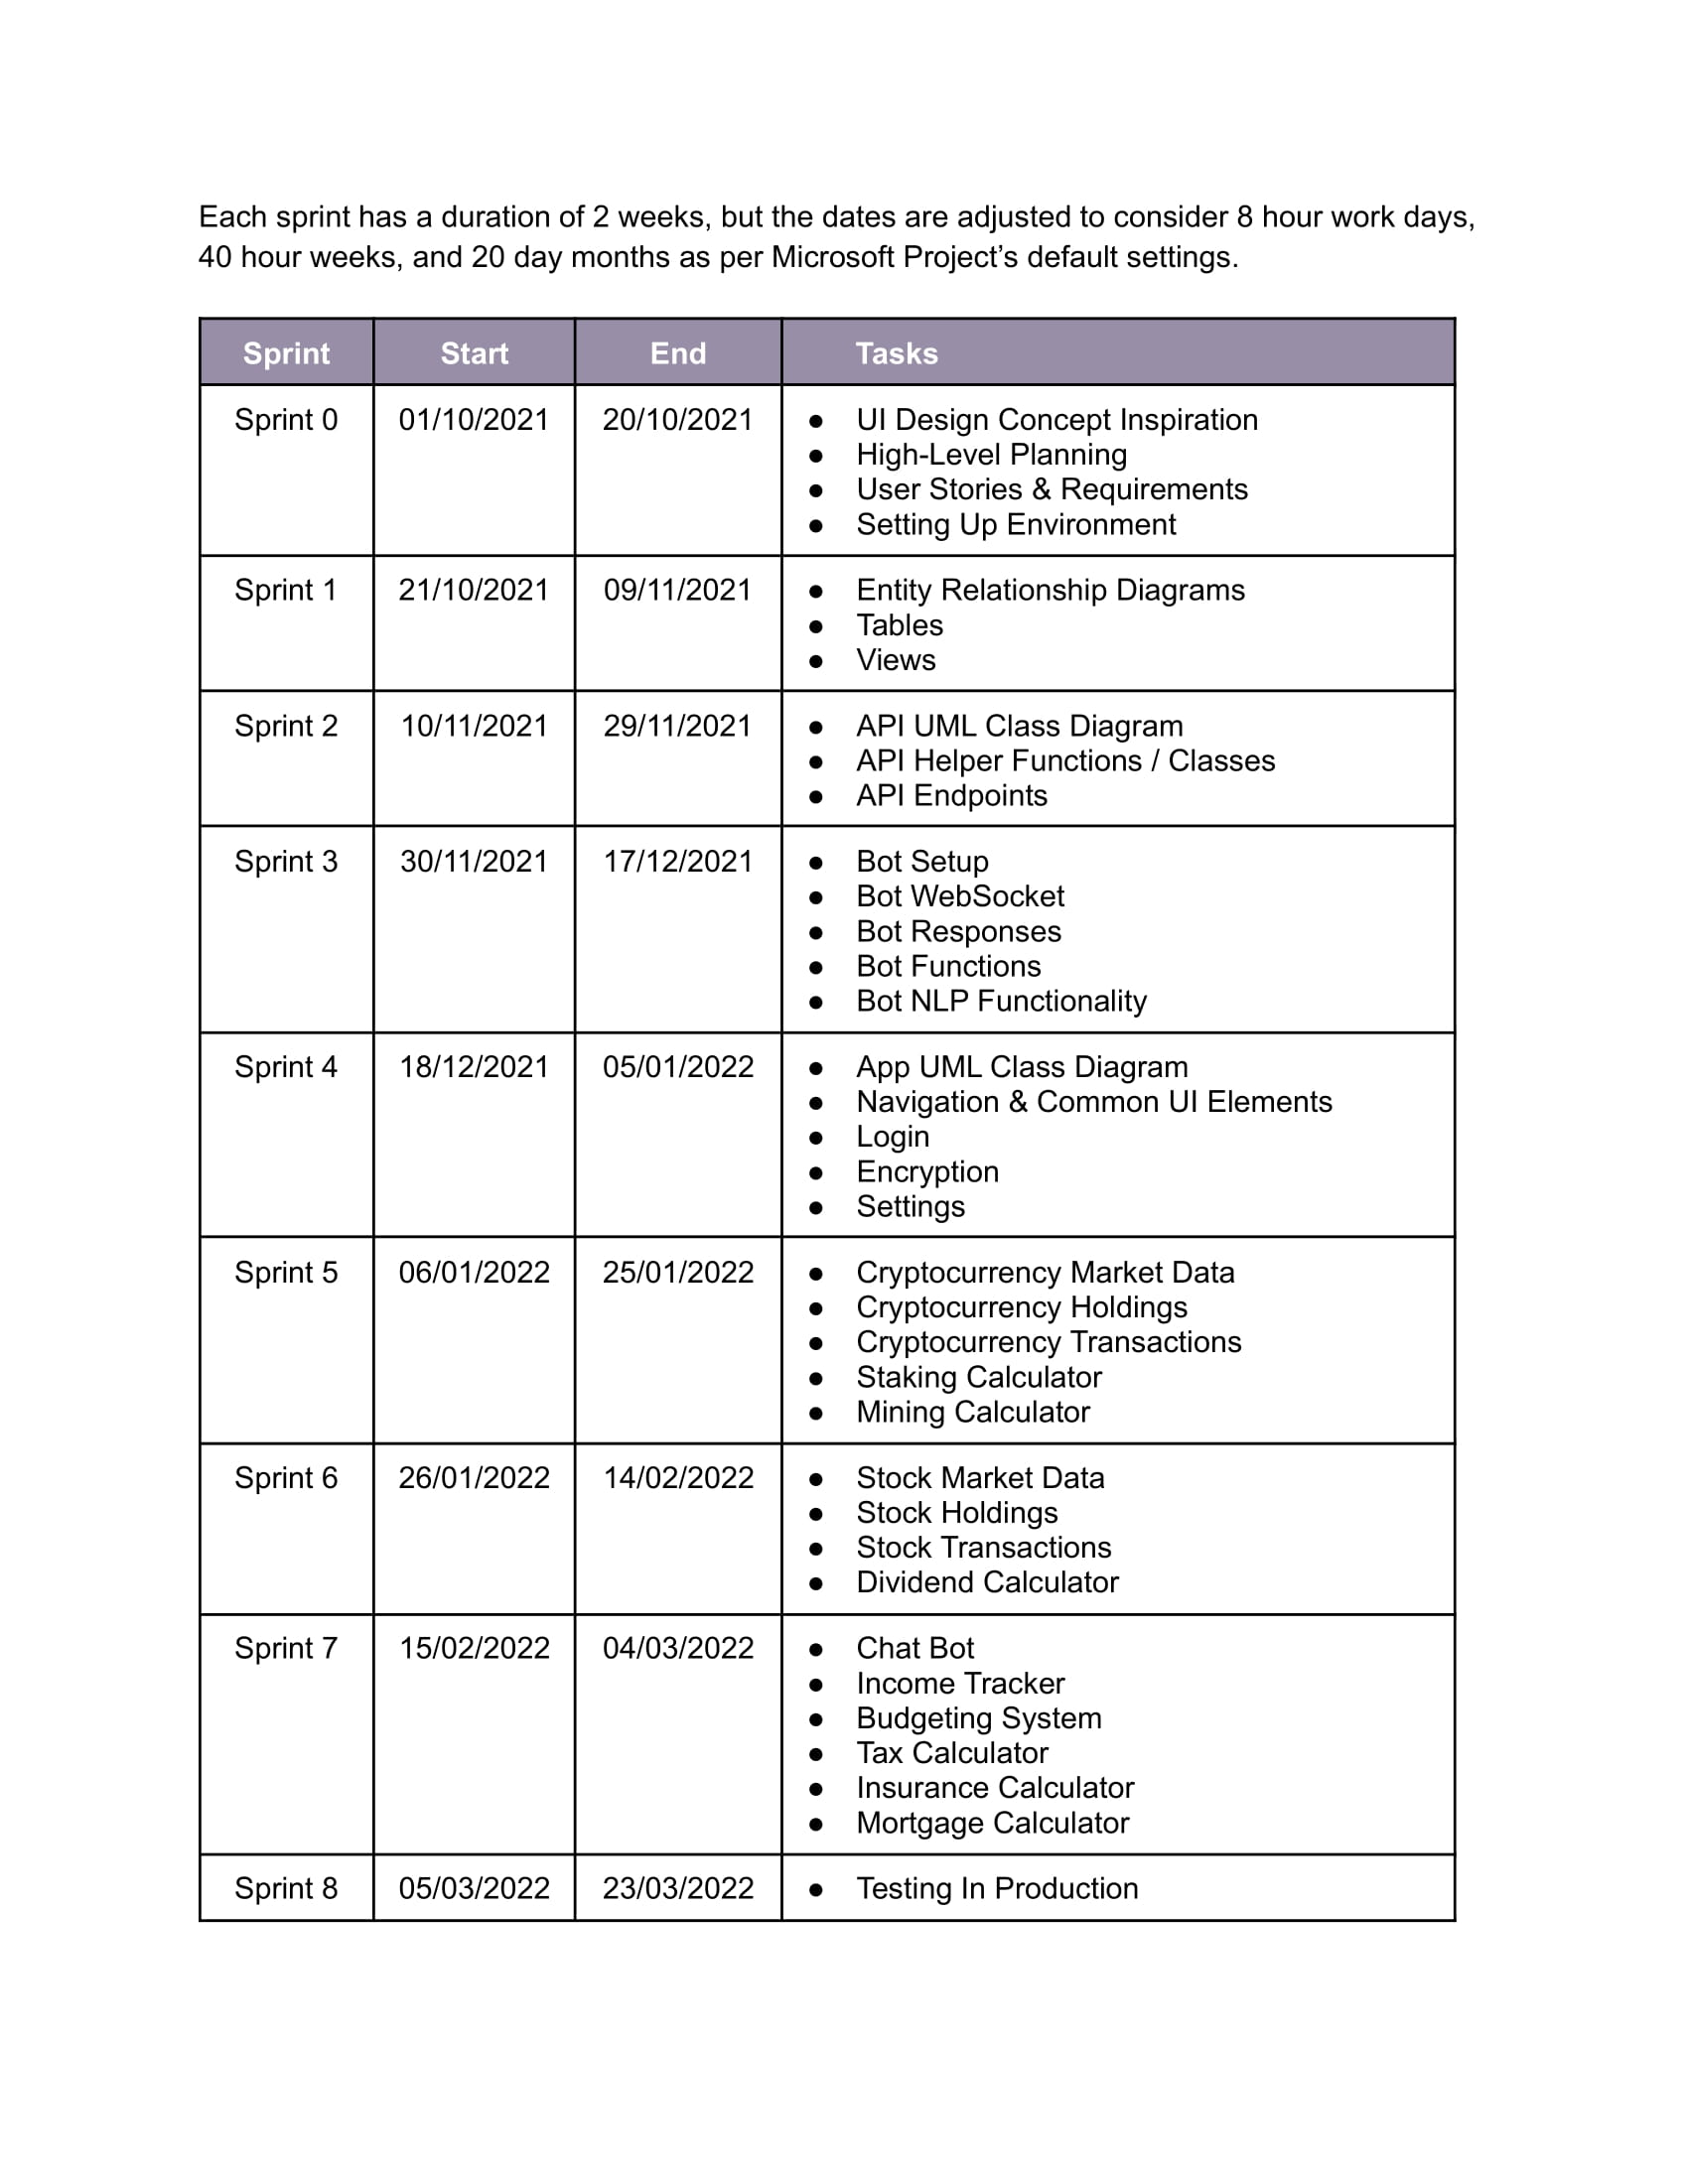 Each sprint has a duration of 2 weeks, but the dates are adjusted to consider 8 hour work days,
40 hour weeks, and 20 day months as per Microsoft Project’s default settings.
Sprint Start End Tasks
Sprint 0 01/10/2021 20/10/2021 ● UI Design Concept Inspiration
● High-Level Planning
● User Stories & Requirements
● Setting Up Environment
Sprint 1 21/10/2021 09/11/2021 ● Entity Relationship Diagrams
● Tables
● Views
Sprint 2 10/11/2021 29/11/2021 ● API UML Class Diagram
● API Helper Functions / Classes
● API Endpoints
Sprint 3 30/11/2021 17/12/2021 ● Bot Setup
● Bot WebSocket
● Bot Responses
● Bot Functions
● Bot NLP Functionality
Sprint 4 18/12/2021 05/01/2022 ● App UML Class Diagram
● Navigation & Common UI Elements
● Login
● Encryption
● Settings
Sprint 5 06/01/2022 25/01/2022 ● Cryptocurrency Market Data
● Cryptocurrency Holdings
● Cryptocurrency Transactions
● Staking Calculator
● Mining Calculator
Sprint 6 26/01/2022 14/02/2022 ● Stock Market Data
● Stock Holdings
● Stock Transactions
● Dividend Calculator
Sprint 7 15/02/2022 04/03/2022 ● Chat Bot
● Income Tracker
● Budgeting System
● Tax Calculator
● Insurance Calculator
● Mortgage Calculator
Sprint 8 05/03/2022 23/03/2022 ● Testing In Production